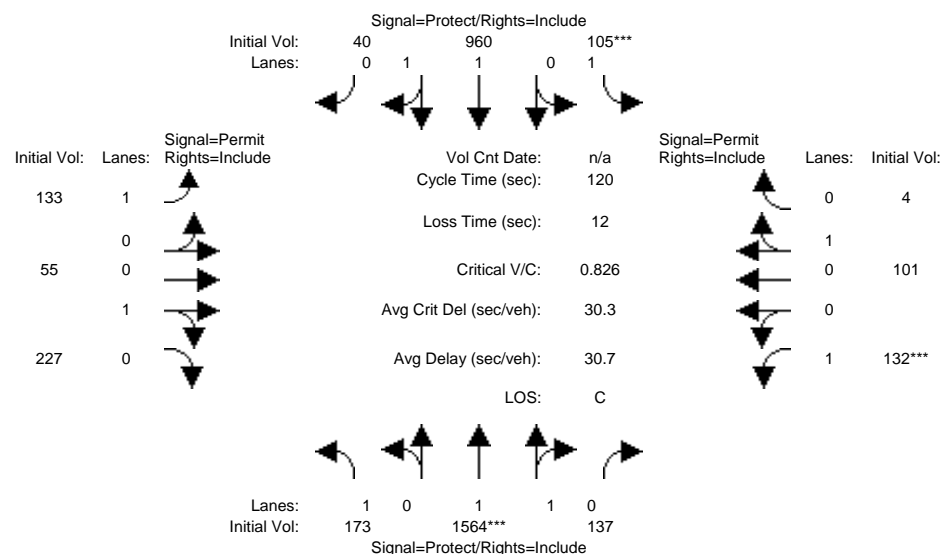 Signal=Protect/Rights=Include
Initial Vol: 40 960 105***
Lanes: 0 1 1 0 1
Signal=Permit Signal=Permit
Initial Vol: Lanes: Rights=Include Vol Cnt Date: n/a Rights=Include Lanes: Initial Vol:
Cycle Time (sec): 120
133 1 0 4
Loss Time (sec): 12
0 1
55 0 Critical V/C: 0.826 0 101
1 Avg Crit Del (sec/veh): 30.3 0
227 0 Avg Delay (sec/veh): 30.7 1 132***
LOS: C
Lanes: 1 0 1 1 0
Initial Vol: 173 1564*** 137
Signal=Protect/Rights=Include